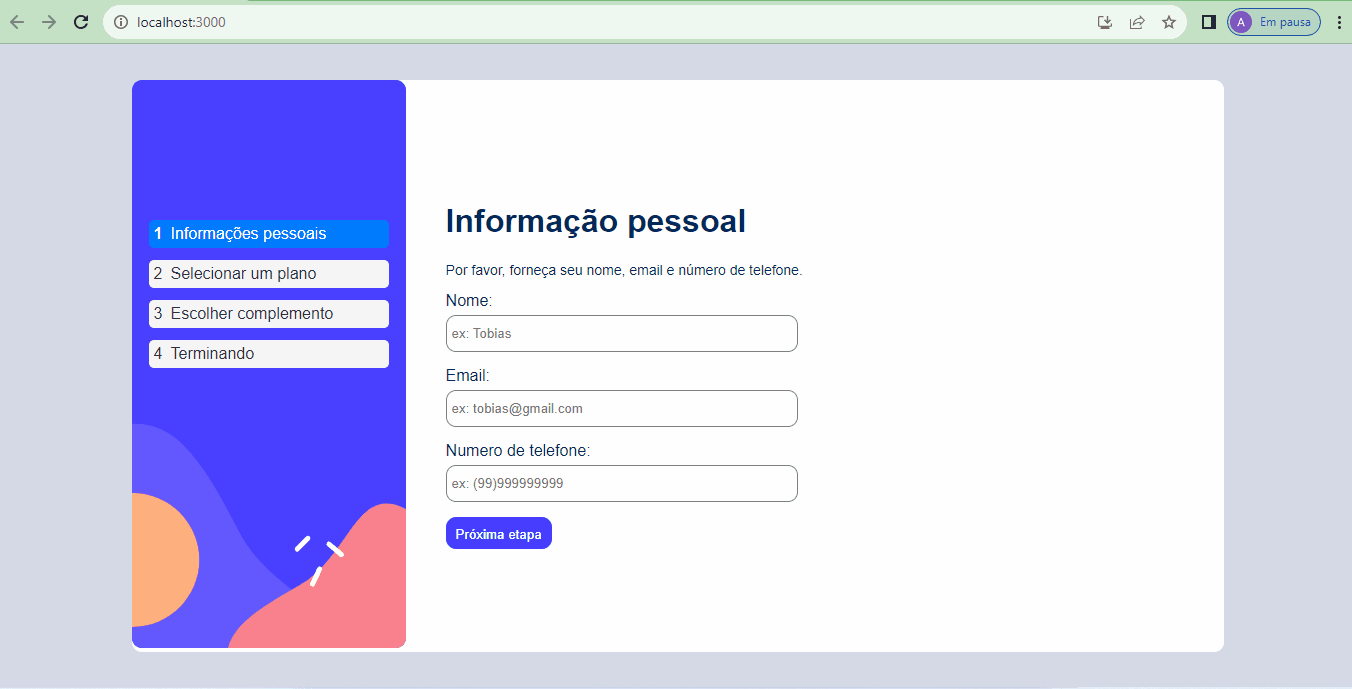 localhost:3000
A Em pausa
1 Informações pessoais
2 Selecionar um plano
3 Escolher complemento
4 Terminando
Informação pessoal
Por favor, forneça seu nome, email e número de telefone.
Nome:
ex: Tobias
Email:
ex: tobias@gmail.com
Numero de telefone:
ex: (99)999999999
Próxima etapa